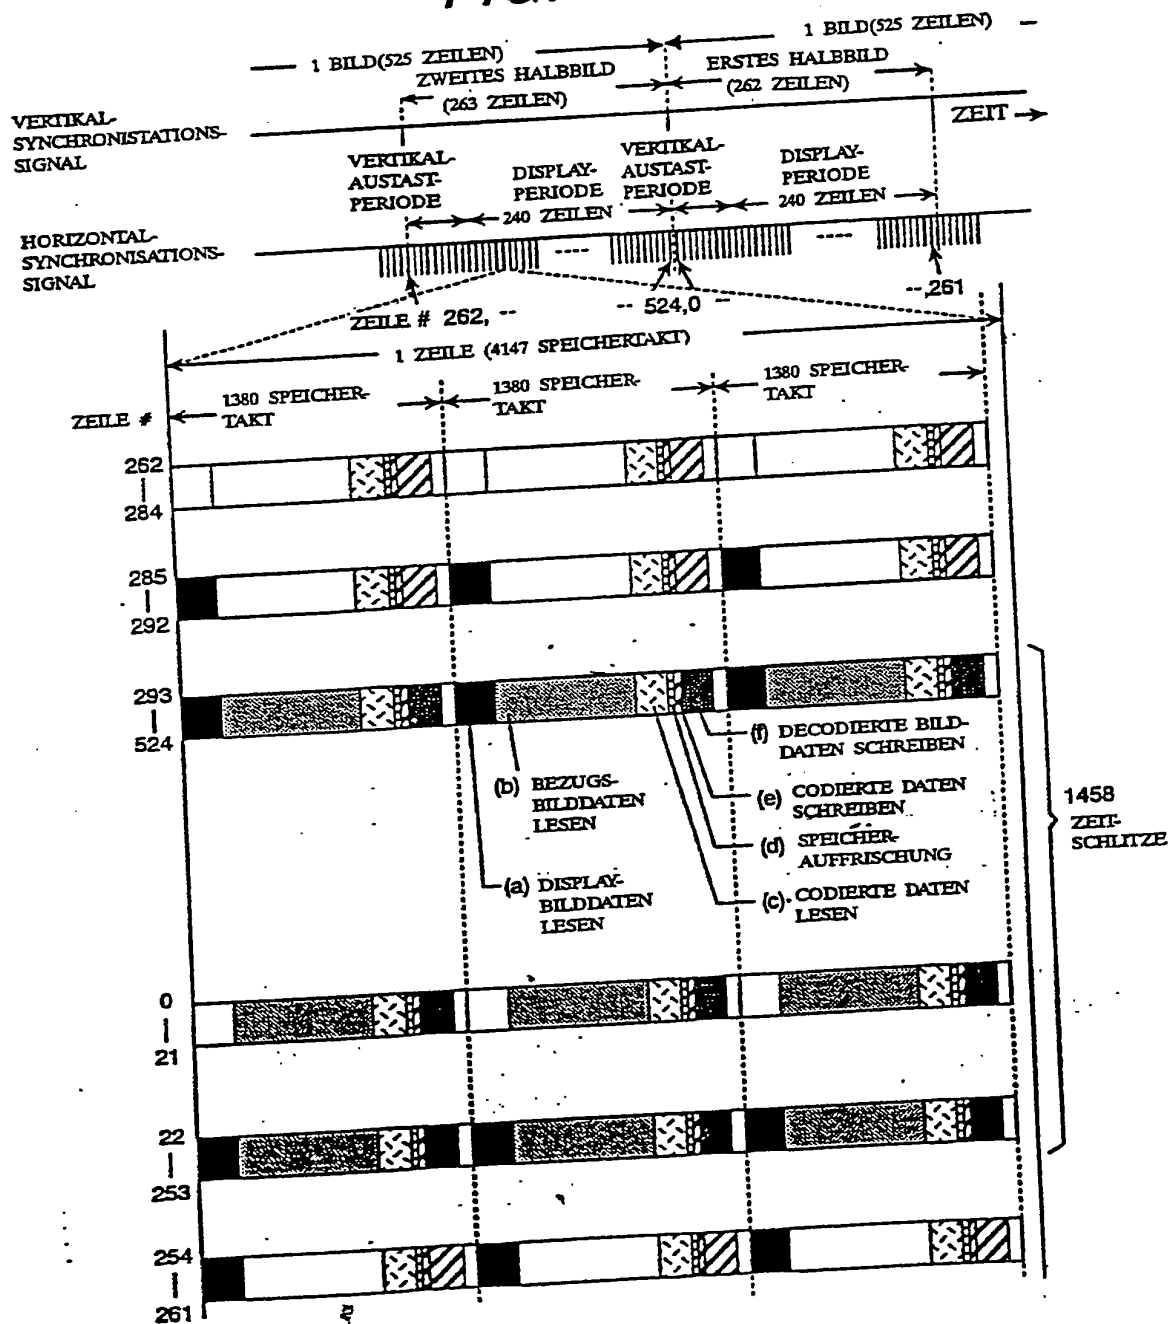 1 BILD(525 ZEILEN)
1 BILD(525 ZEILEN)
ZWEITES HALBBILD
(263 ZEILEN)
ERSTES HALBBILD
(262 ZEILEN)
VERTIKAL-
SYNCHRONISTATIONS-
SIGNAL
ZEIT
VERTIKAL-
AUSTAST-
PERIODE
DISPLAY-
PERIODE
240 ZEILEN
VERTIKAL-
AUSTAST-
PERIODE
DISPLAY-
PERIODE
240 ZEILEN
HORIZONTAL-
SYNCHRONISATIONS-
SIGNAL
ZEILE # 262, --
-- 524,0 --
--,261
1 ZEILE (4147 SPEICHERTAKT)
ZEILE #
1380 SPEICHER-
TAKT
1380 SPEICHER-
TAKT
1380 SPEICHER-
TAKT
262
284
285
292
293
524
(f) DECODIERTE BILD-
DATEN SCHREIBEN
(b) BEZUGS-
BILDDATEN
LESEN
(e) CODIERTE DATEN
SCHREIBEN
(d) SPEICHER-
AUFFRISCHUNG
(a) DISPLAY-
BILDDATEN
LESEN
(c) CODIERTE DATEN
LESEN
1458
ZEIT-
SCHLITZE
0
21
22
253
254
261